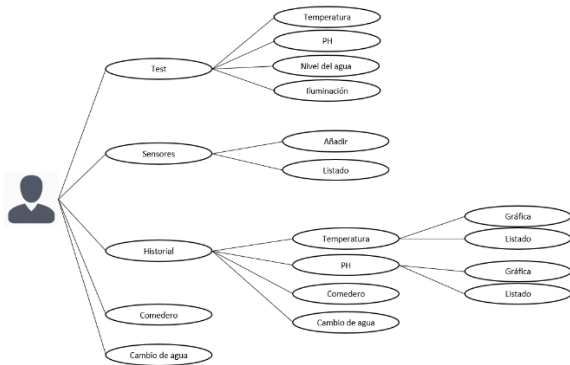 Temperatura
PH
Test
Nivel del agua
Iluminación
Añadir
Sensores
Listado
Gráfica
Temperatura
Listado
Historial
PH
Gráfica
Comedero
Listado
Comedero
Cambio de agua
Cambio de agua